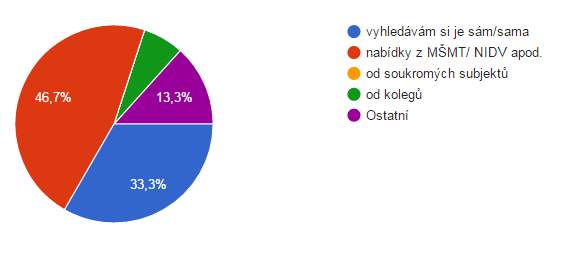 vyhledávám si je sám/sama
nabídky z MŠMT/ NIDV apod.
od soukromých subjektů
od kolegů
Ostatní
46,7%
13,3%
33,3%